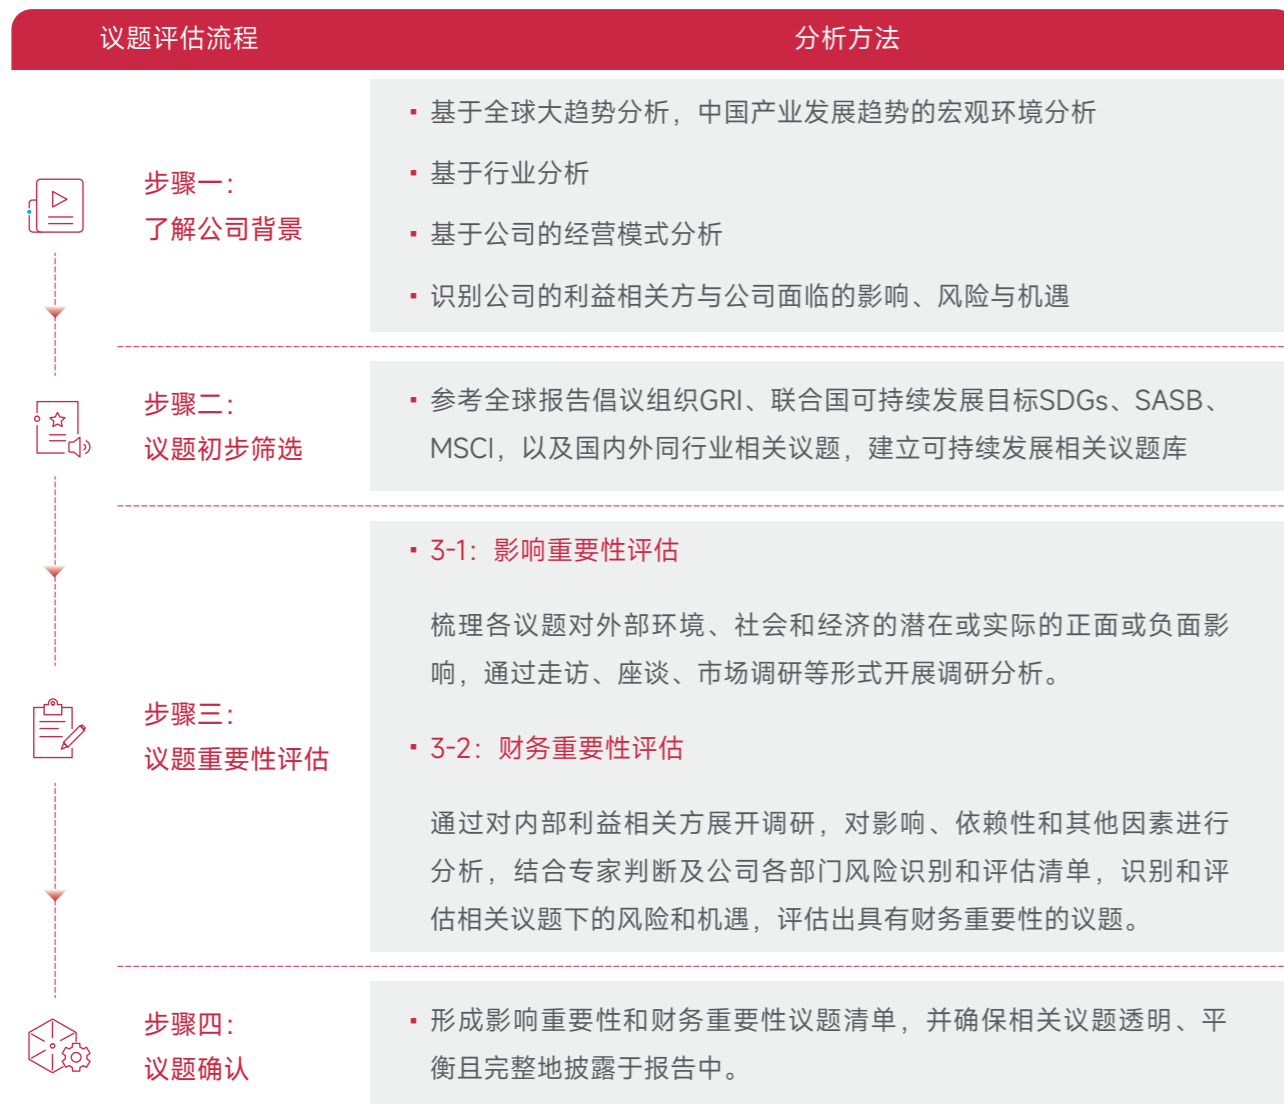 议题评估流程
分析方法
步骤一：
了解公司背景
▪ 基于全球大趋势分析，中国产业发展趋势的宏观环境分析
▪ 基于行业分析
▪ 基于公司的经营模式分析
▪ 识别公司的利益相关方与公司面临的影响、风险与机遇
步骤二：
议题初步筛选
▪ 参考全球报告倡议组织GRI、联合国可持续发展目标SDGs、SASB、
MSCI，以及国内外同行业相关议题，建立可持续发展相关议题库
步骤三：
议题重要性评估
▪ 3-1：影响重要性评估
梳理各议题对外部环境、社会和经济的潜在或实际的正面或负面影
响，通过走访、座谈、市场调研等形式开展调研分析。
▪ 3-2：财务重要性评估
通过对内部利益相关方展开调研，对影响、依赖性和其他因素进行
分析，结合专家判断及公司各部门风险识别和评估清单，识别和评
估相关议题下的风险和机遇，评估出具有财务重要性的议题。
步骤四：
议题确认
▪ 形成影响重要性和财务重要性议题清单，并确保相关议题透明、平
衡且完整地披露于报告中。